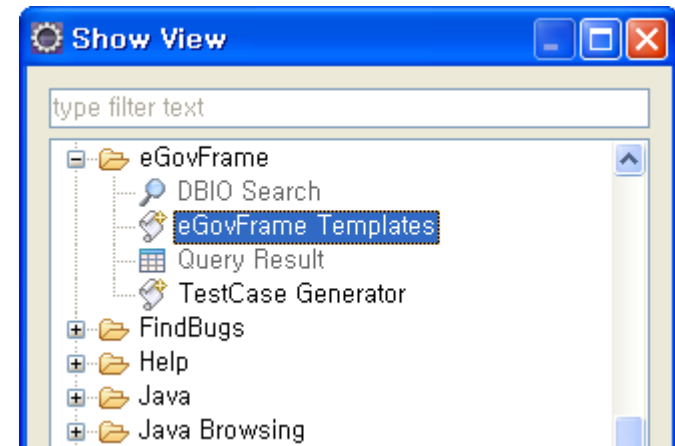 Show View
type filter text
eGovFrame
DBIO Search
eGovFrame Templates
Query Result
TestCase Generator
FindBugs
Help
Java
Java Browsing